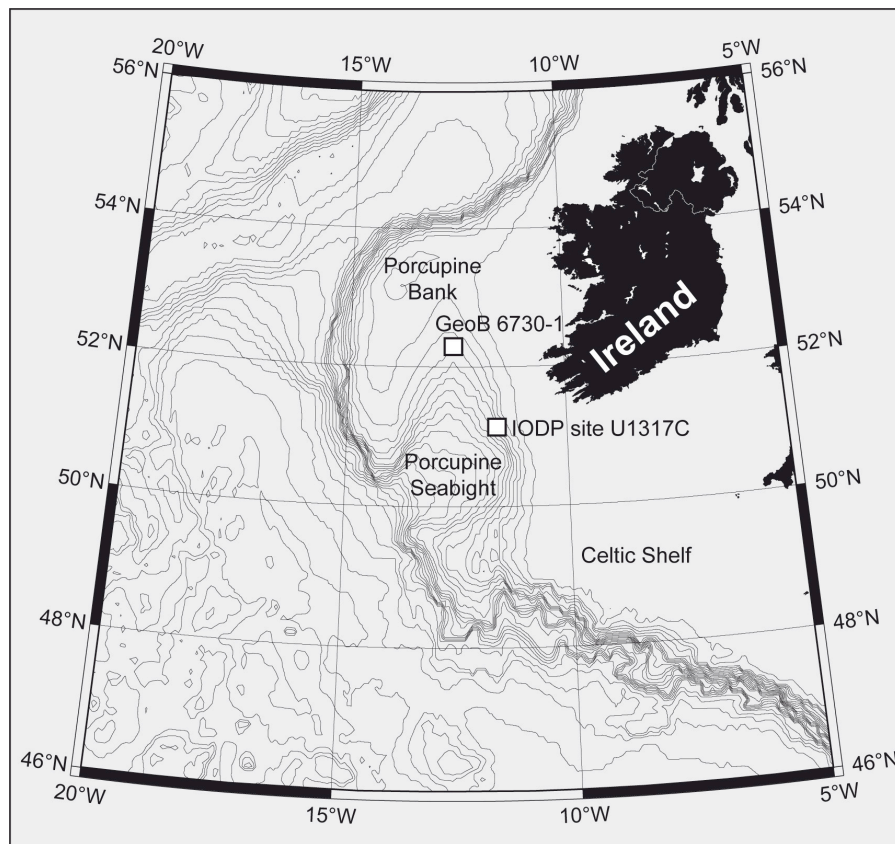 20°W
15°W
10°W
5°W
56°N
56°N
54°N
54°N
Porcupine
Bank
GeoB 6730-1
Ireland
52°N
52°N
IODP site U1317C
Porcupine
Seabight
50°N
50°N
Celtic Shelf
48°N
48°N
46°N
46°N
20°W
15°W
10°W
5°W